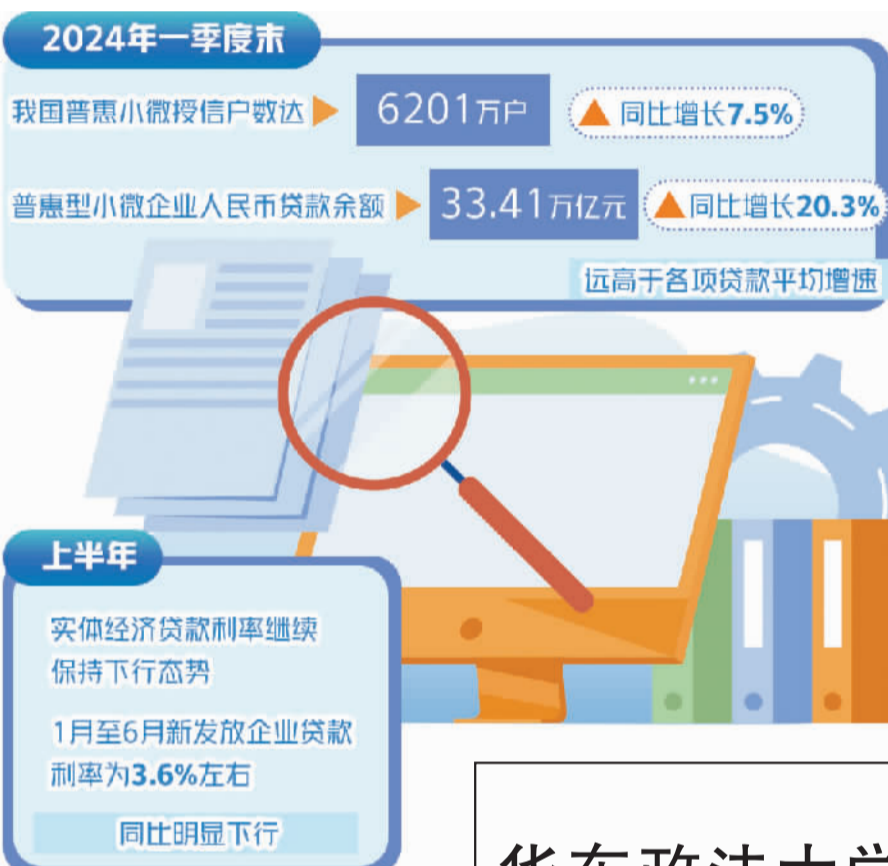 2024年一季度末
我国普惠小微授信户数达 6201万户 同比增长7.5%
普惠型小微企业人民币贷款余额 33.41万亿元 同比增长20.3%
远高于各项贷款平均增速
上半年
实体经济贷款利率继续
保持下行态势
1月至6月新发放企业贷款
利率为3.6%左右
同比明显下行
华东政法大学